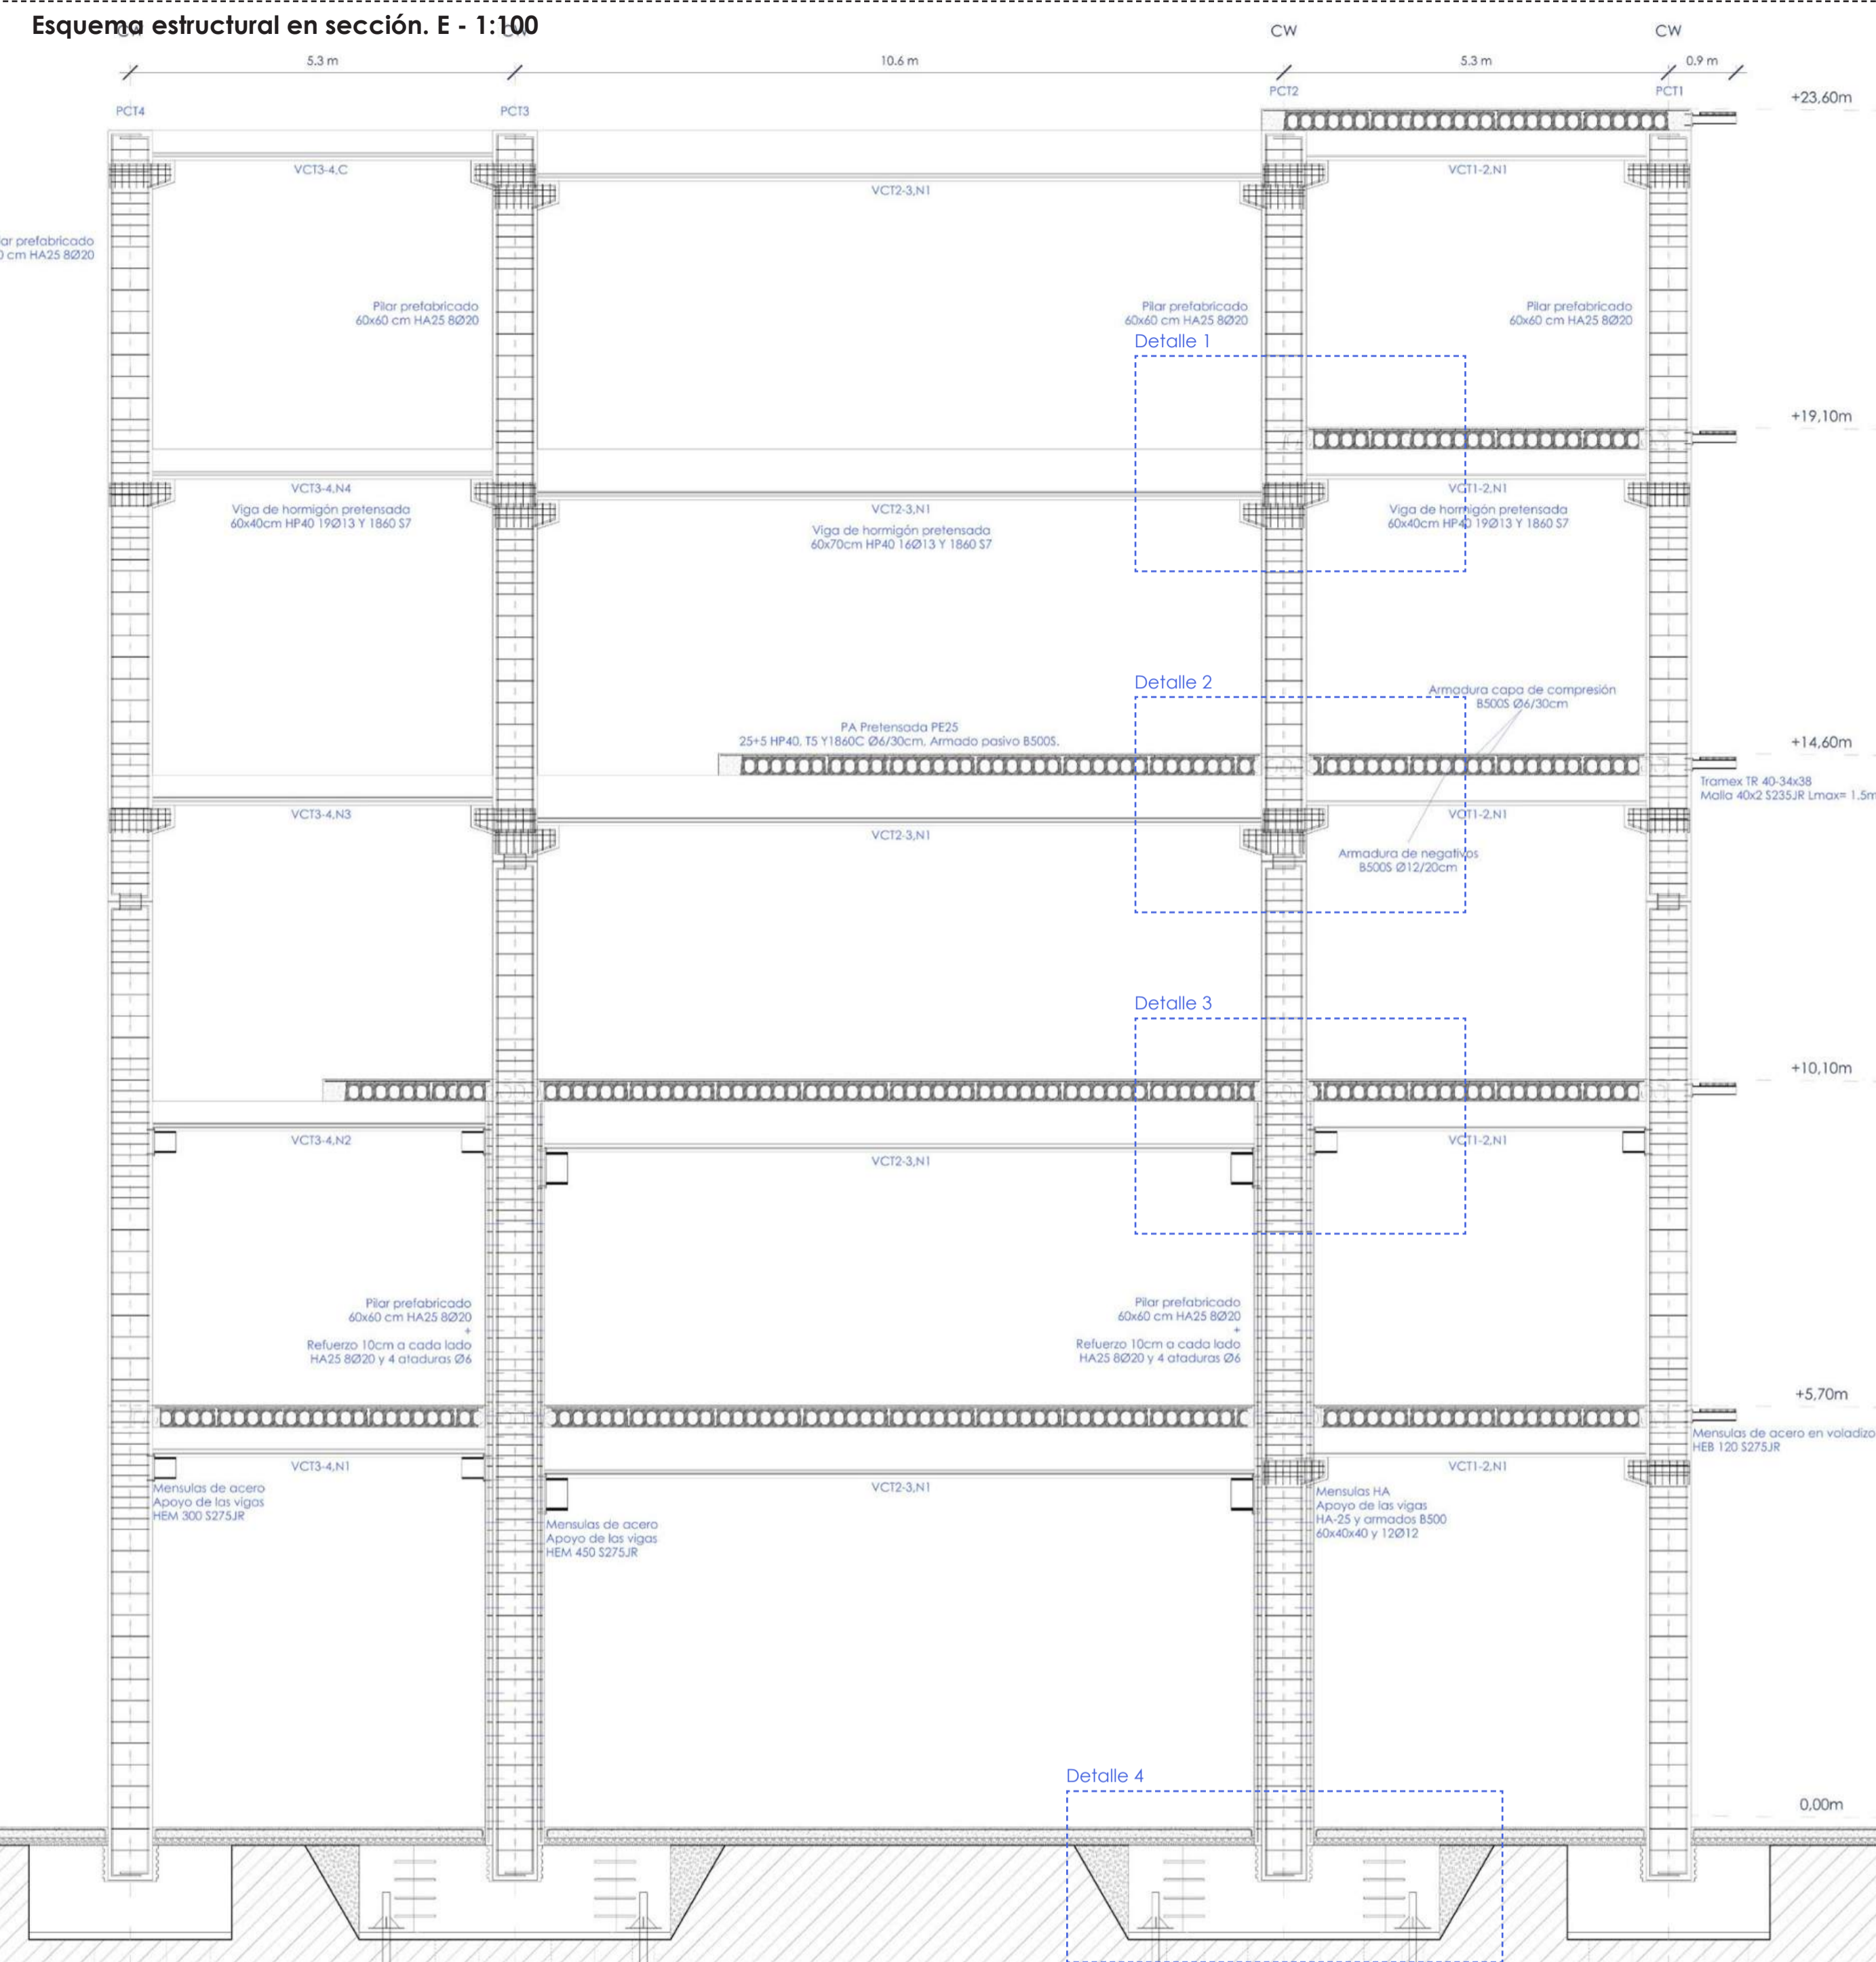 Esquema estructural en sección. E - 1:100
CW CW CW CW
5.3 m 10.6 m 5.3 m 0.9 m
PCT4 PCT3 PCT2 PCT1
+23,60m
VCT3-4,C
VCT2-3,N1
VCT1-2,N1
ar prefabricado
cm HA25 8Ø20
Pilar prefabricado
60x60 cm HA25 8Ø20
Pilar prefabricado
60x60 cm HA25 8Ø20
Pilar prefabricado
60x60 cm HA25 8Ø20
Detalle 1
+19,10m
VCT3-4,N4
Viga de hormigón pretensada
60x40cm HP40 19Ø13 Y 1860 S7
VCT2-3,N1
Viga de hormigón pretensada
60x70cm HP40 16Ø13 Y 1860 S7
VCT1-2,N1
Viga de hormigón pretensada
60x40cm HP40 19Ø13 Y 1860 S7
Detalle 2
Armadura capa de compresión
B500S Ø6/30cm
PA Pretensada PE25
25+5 HP40, T5 Y1860C Ø6/30cm, Armado pasivo B500S.
+14,60m
Tramex TR 40-34x38
Malla 40x2 S235JR Lmax= 1.5m
VCT3-4,N3
VCT2-3,N1
VCT1-2,N1
Armadura de negativos
B500S Ø12/20cm
Detalle 3
+10,10m
VCT3-4,N2
VCT2-3,N1
VCT1-2,N1
Pilar prefabricado
60x60 cm HA25 8Ø20
+
Refuerzo 10cm a cada lado
HA25 8Ø20 y 4 ataduras Ø6
Pilar prefabricado
60x60 cm HA25 8Ø20
+
Refuerzo 10cm a cada lado
HA25 8Ø20 y 4 ataduras Ø6
+5,70m
Mensulas de acero en voladizo
HEB 120 S275JR
VCT3-4,N1
VCT2-3,N1
VCT1-2,N1
Mensulas de acero
Apoyo de las vigas
HEM 300 S275JR
Mensulas de acero
Apoyo de las vigas
HEM 450 S275JR
Mensulas HA
Apoyo de las vigas
HA-25 y armados B500
60x40x40 y 12Ø12
Detalle 4
0,00m